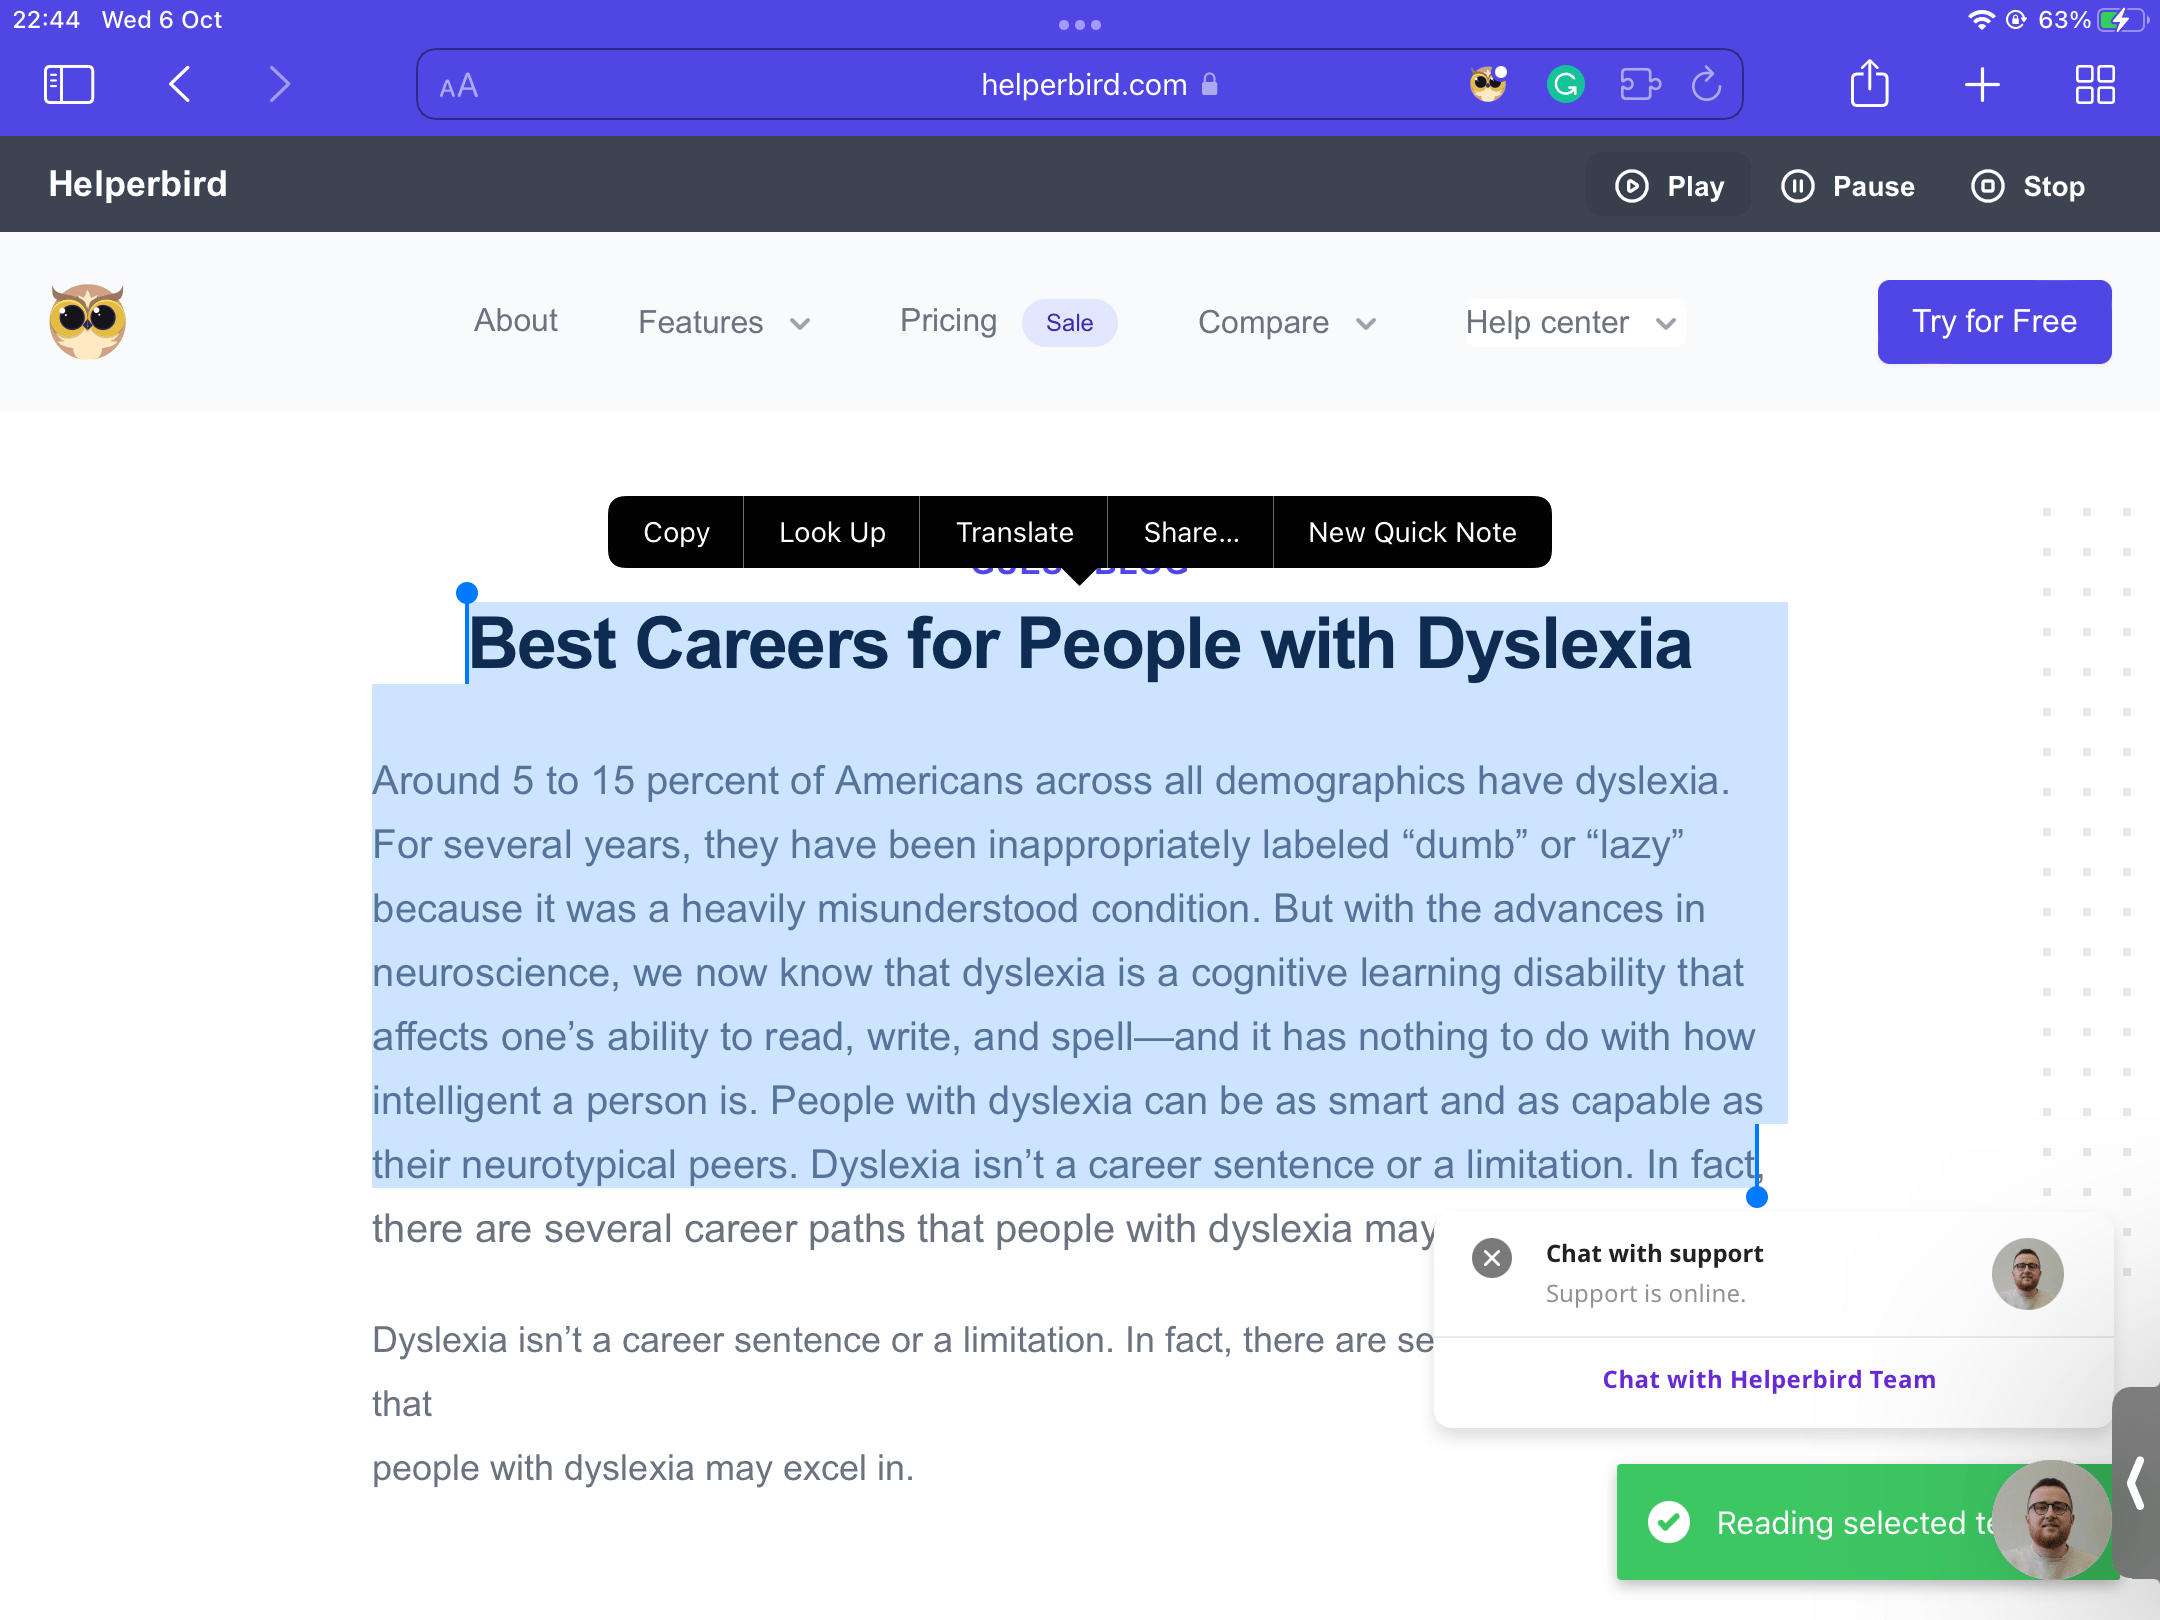 22:44 Wed 6 Oct
63%
AA
helperbird.com
Helperbird
Play
Pause
Stop
About
Features
Pricing
Sale
Compare
Help center
Try for Free
Copy
Look Up
Translate
Share...
New Quick Note
Best Careers for People with Dyslexia
Around 5 to 15 percent of Americans across all demographics have dyslexia.
For several years, they have been inappropriately labeled “dumb” or “lazy”
because it was a heavily misunderstood condition. But with the advances in
neuroscience, we now know that dyslexia is a cognitive learning disability that
affects one’s ability to read, write, and spell—and it has nothing to do with how
intelligent a person is. People with dyslexia can be as smart and as capable as
their neurotypical peers. Dyslexia isn’t a career sentence or a limitation. In fact,
there are several career paths that people with dyslexia may
Dyslexia isn’t a career sentence or a limitation. In fact, there are se
that
people with dyslexia may excel in.
Chat with support
Support is online.
Chat with Helperbird Team
Reading selected te